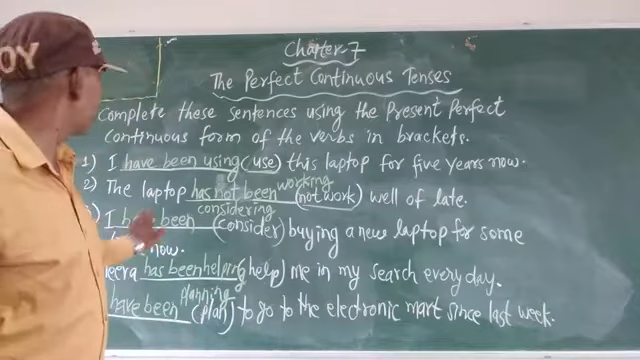 OY
Chapter-7
The Perfect Continuous Tenses
Complete these sentences using the Present Perfect
Continuous form of the verbs in brackets.
1) I have been using (use) this laptop for five years now.
2) The laptop has not been working (not work) well of late.
) I been considering (consider) buying a new laptop for some
now.
has been helping (help) me in my search every day.
have been planning (plan) to go to the electronic mart since last week.